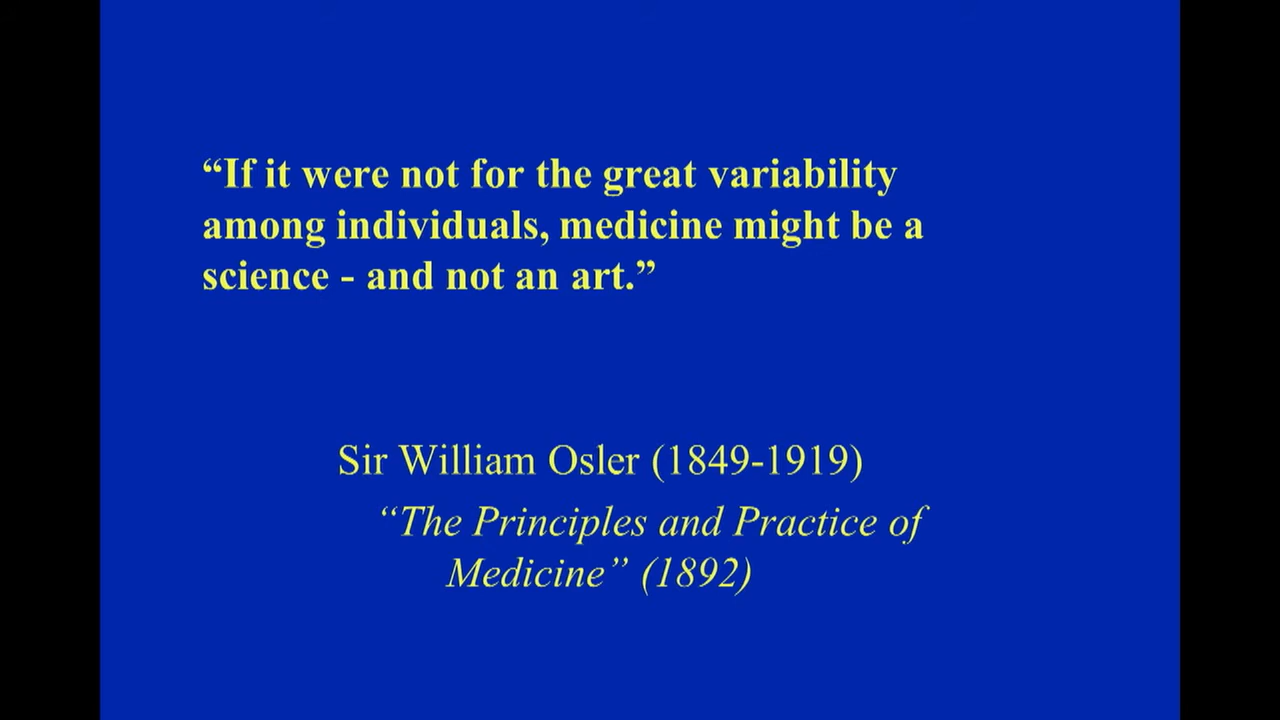 “If it were not for the great variability
among individuals, medicine might be a
science - and not an art.”
Sir William Osler (1849-1919)
“The Principles and Practice of
Medicine” (1892)